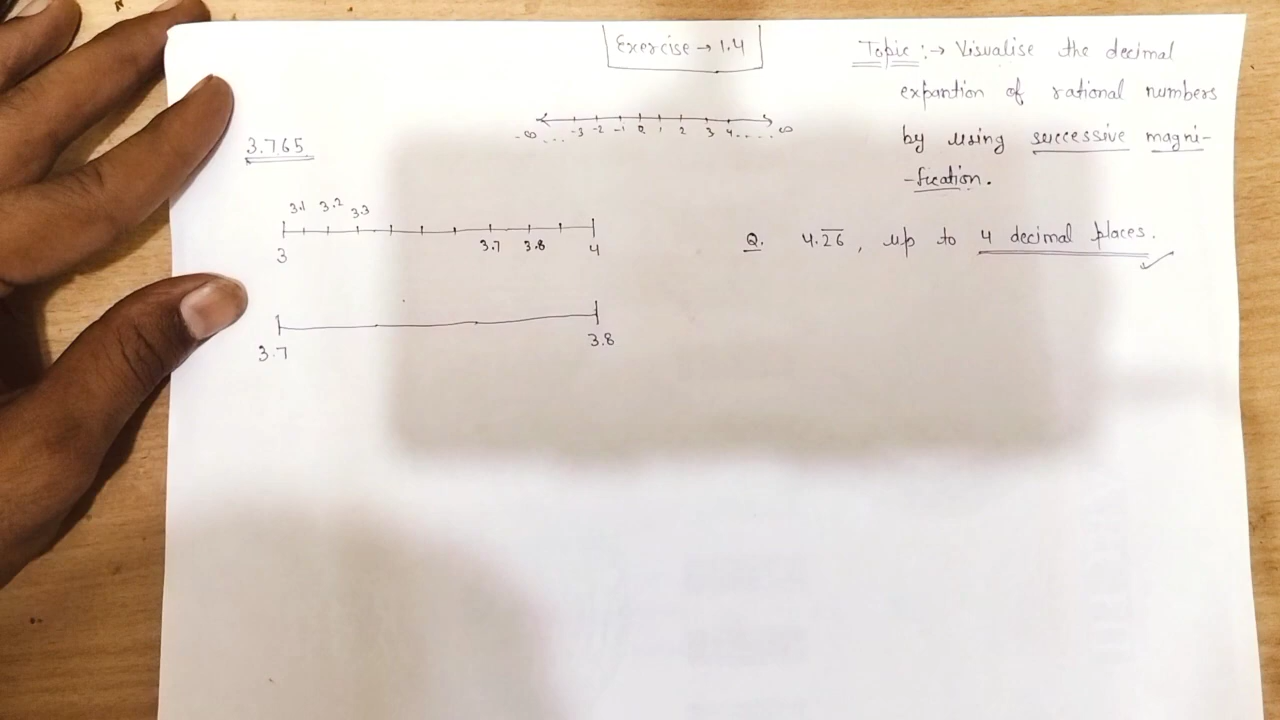 Exercise → 1.4
Topic :→ Visualise the decimal
expantion of rational numbers
by using successive magni-
-fication.
-∞ ... -3 -2 -1 0 1 2 3 4 ..... ∞
3.765
3.1 3.2 3.3
3 3.7 3.8 4
Q. 4.2̅6̅, up to 4 decimal places.
3.7 3.8